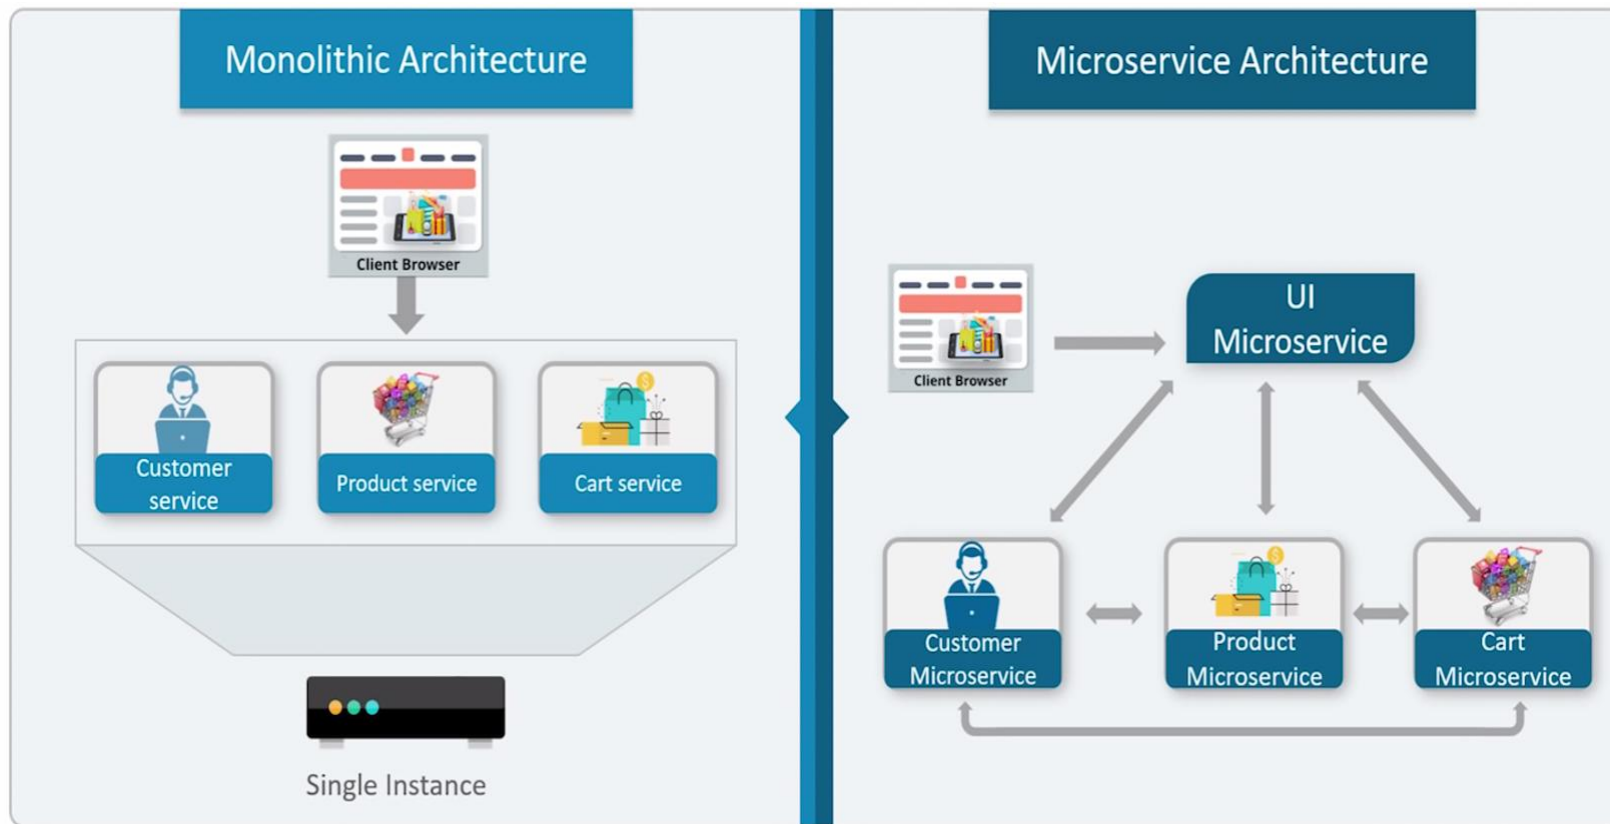 Monolithic Architecture
Client Browser
Customer
service
Product service
Cart service
Single Instance
Microservice Architecture
Client Browser
UI
Microservice
Customer
Microservice
Product
Microservice
Cart
Microservice